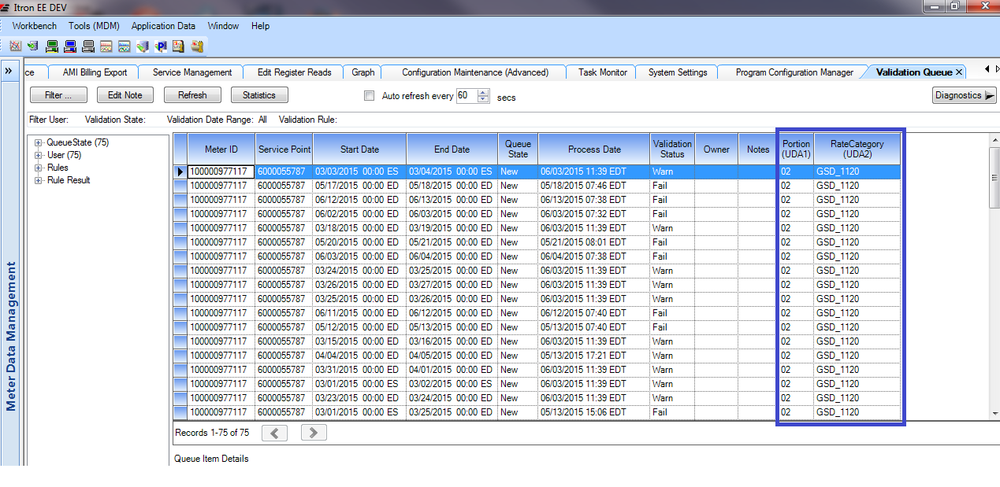 Itron EE DEV
Workbench Tools (MDM) Application Data Window Help
» ce AMI Billing Export Service Management Edit Register Reads Graph Configuration Maintenance (Advanced) Task Monitor System Settings Program Configuration Manager Validation Queue X
Filter ... Edit Note Refresh Statistics Auto refresh every 60 secs Diagnostics
Filter User: Validation State: Validation Date Range: All Validation Rule:
QueueState (75)
User (75)
Rules
Rule Result
Meter Data Management
Meter ID Service Point Start Date End Date Queue State Process Date Validation Status Owner Notes Portion (UDA1) RateCategory (UDA2)
100000977117 6000055787 03/03/2015 00:00 ES 03/04/2015 00:00 ES New 06/03/2015 11:39 EDT Warn 02 GSD_1120
100000977117 6000055787 05/17/2015 00:00 ED 05/18/2015 00:00 ED New 05/18/2015 07:46 EDT Fail 02 GSD_1120
100000977117 6000055787 06/12/2015 00:00 ED 06/13/2015 00:00 ED New 06/13/2015 07:38 EDT Fail 02 GSD_1120
100000977117 6000055787 06/02/2015 00:00 ED 06/03/2015 00:00 ED New 06/03/2015 07:32 EDT Fail 02 GSD_1120
100000977117 6000055787 03/18/2015 00:00 ED 03/19/2015 00:00 ED New 06/03/2015 11:39 EDT Warn 02 GSD_1120
100000977117 6000055787 05/20/2015 00:00 ED 05/21/2015 00:00 ED New 05/21/2015 08:01 EDT Fail 02 GSD_1120
100000977117 6000055787 06/03/2015 00:00 ED 06/04/2015 00:00 ED New 06/04/2015 07:38 EDT Fail 02 GSD_1120
100000977117 6000055787 03/24/2015 00:00 ED 03/25/2015 00:00 ED New 06/03/2015 11:39 EDT Warn 02 GSD_1120
100000977117 6000055787 03/26/2015 00:00 ED 03/27/2015 00:00 ED New 06/03/2015 11:39 EDT Warn 02 GSD_1120
100000977117 6000055787 03/25/2015 00:00 ED 03/26/2015 00:00 ED New 06/03/2015 11:39 EDT Warn 02 GSD_1120
100000977117 6000055787 06/11/2015 00:00 ED 06/12/2015 00:00 ED New 06/12/2015 07:40 EDT Fail 02 GSD_1120
100000977117 6000055787 05/12/2015 00:00 ED 05/13/2015 00:00 ED New 05/13/2015 07:40 EDT Fail 02 GSD_1120
100000977117 6000055787 03/15/2015 00:00 ED 03/16/2015 00:00 ED New 06/03/2015 11:39 EDT Warn 02 GSD_1120
100000977117 6000055787 04/04/2015 00:00 ED 04/05/2015 00:00 ED New 05/13/2015 17:21 EDT Warn 02 GSD_1120
100000977117 6000055787 03/31/2015 00:00 ED 04/01/2015 00:00 ED New 06/03/2015 11:39 EDT Warn 02 GSD_1120
100000977117 6000055787 03/01/2015 00:00 ES 03/02/2015 00:00 ES New 06/03/2015 11:39 EDT Warn 02 GSD_1120
100000977117 6000055787 03/23/2015 00:00 ED 03/24/2015 00:00 ED New 06/03/2015 11:39 EDT Warn 02 GSD_1120
100000977117 6000055787 03/01/2015 00:00 ES 03/25/2015 00:00 ED New 05/13/2015 15:06 EDT Fail 02 GSD_1120
Records 1-75 of 75
Queue Item Details